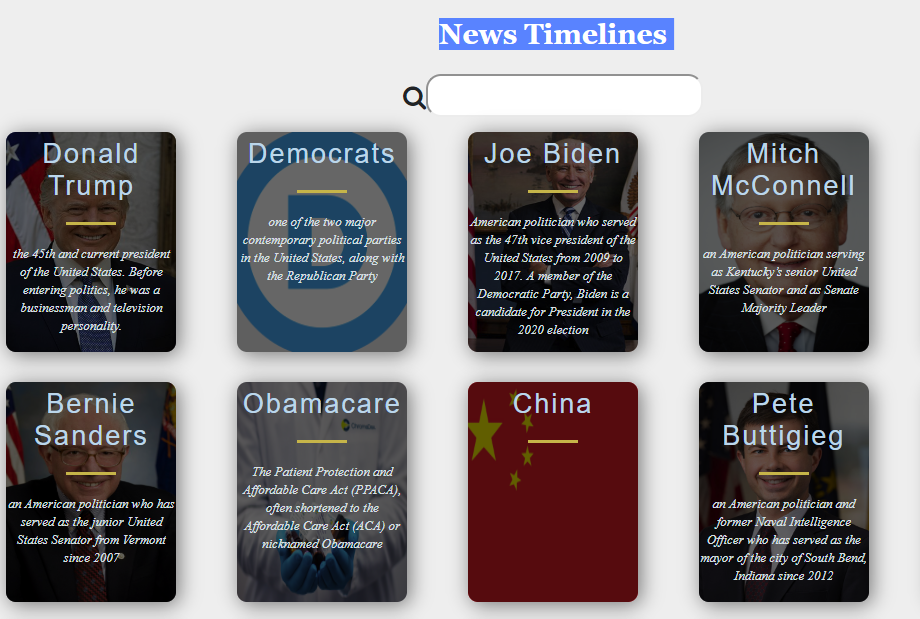 News Timelines
Donald
Trump
the 45th and current president
of the United States. Before
entering politics, he was a
businessman and television
personality.
Democrats
one of the two major
contemporary political parties
in the United States, along with
the Republican Party
Joe Biden
American politician who served
as the 47th vice president of the
United States from 2009 to
2017. A member of the
Democratic Party, Biden is a
candidate for President in the
2020 election
Mitch
McConnell
an American politician serving
as Kentucky's senior United
States Senator and as Senate
Majority Leader
Bernie
Sanders
an American politician who has
served as the junior United
States Senator from Vermont
since 2007
Obamacare
The Patient Protection and
Affordable Care Act (PPACA),
often shortened to the
Affordable Care Act (ACA) or
nicknamed Obamacare
China
Pete
Buttigieg
an American politician and
former Naval Intelligence
Officer who has served as the
mayor of the city of South Bend,
Indiana since 2012